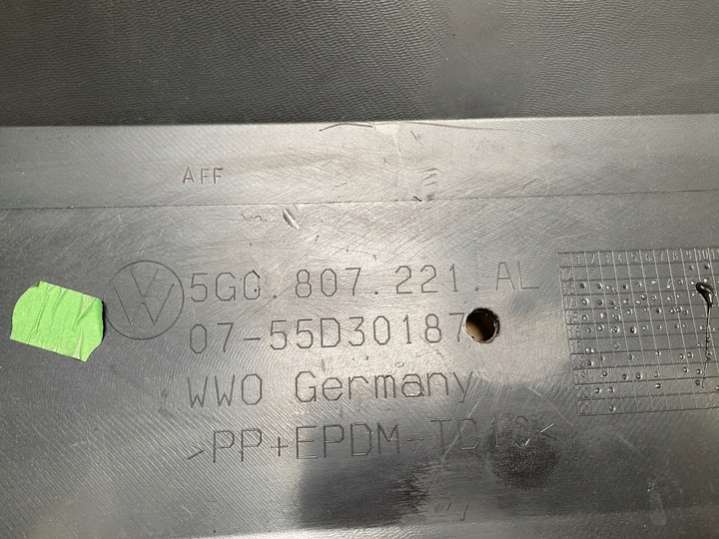 AFF
5GG.807.221.AL
07-55D30187
WWO Germany
>PP+EPDM-TD10<